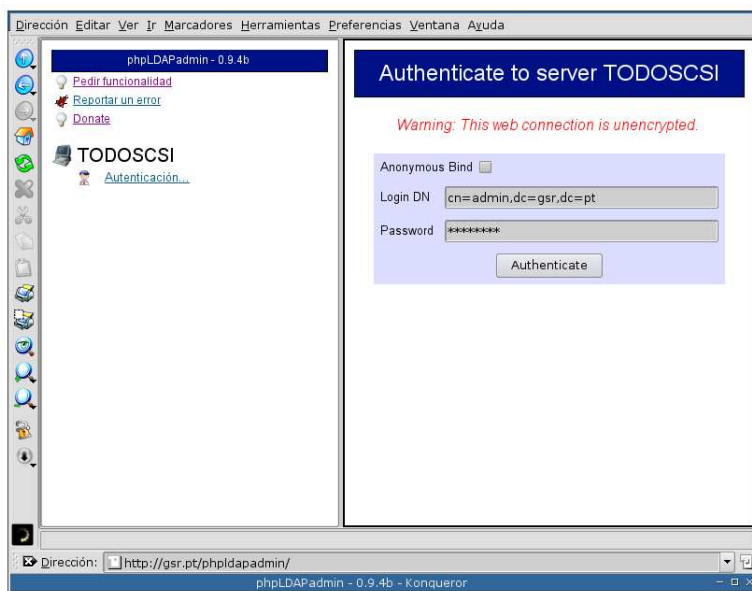 Dirección Editar Ver Ir Marcadores Herramientas Preferencias Ventana Ayuda
phpLDAPadmin - 0.9.4b
Pedir funcionalidad
Reportar un error
Donate
TODOSCSI
Autenticación...
Authenticate to server TODOSCSI
Warning: This web connection is unencrypted.
Anonymous Bind
Login DN cn=admin,dc=gsr,dc=pt
Password ********
Authenticate
Dirección: http://gsr.pt/phpldapadmin/
phpLDAPadmin - 0.9.4b - Konqueror